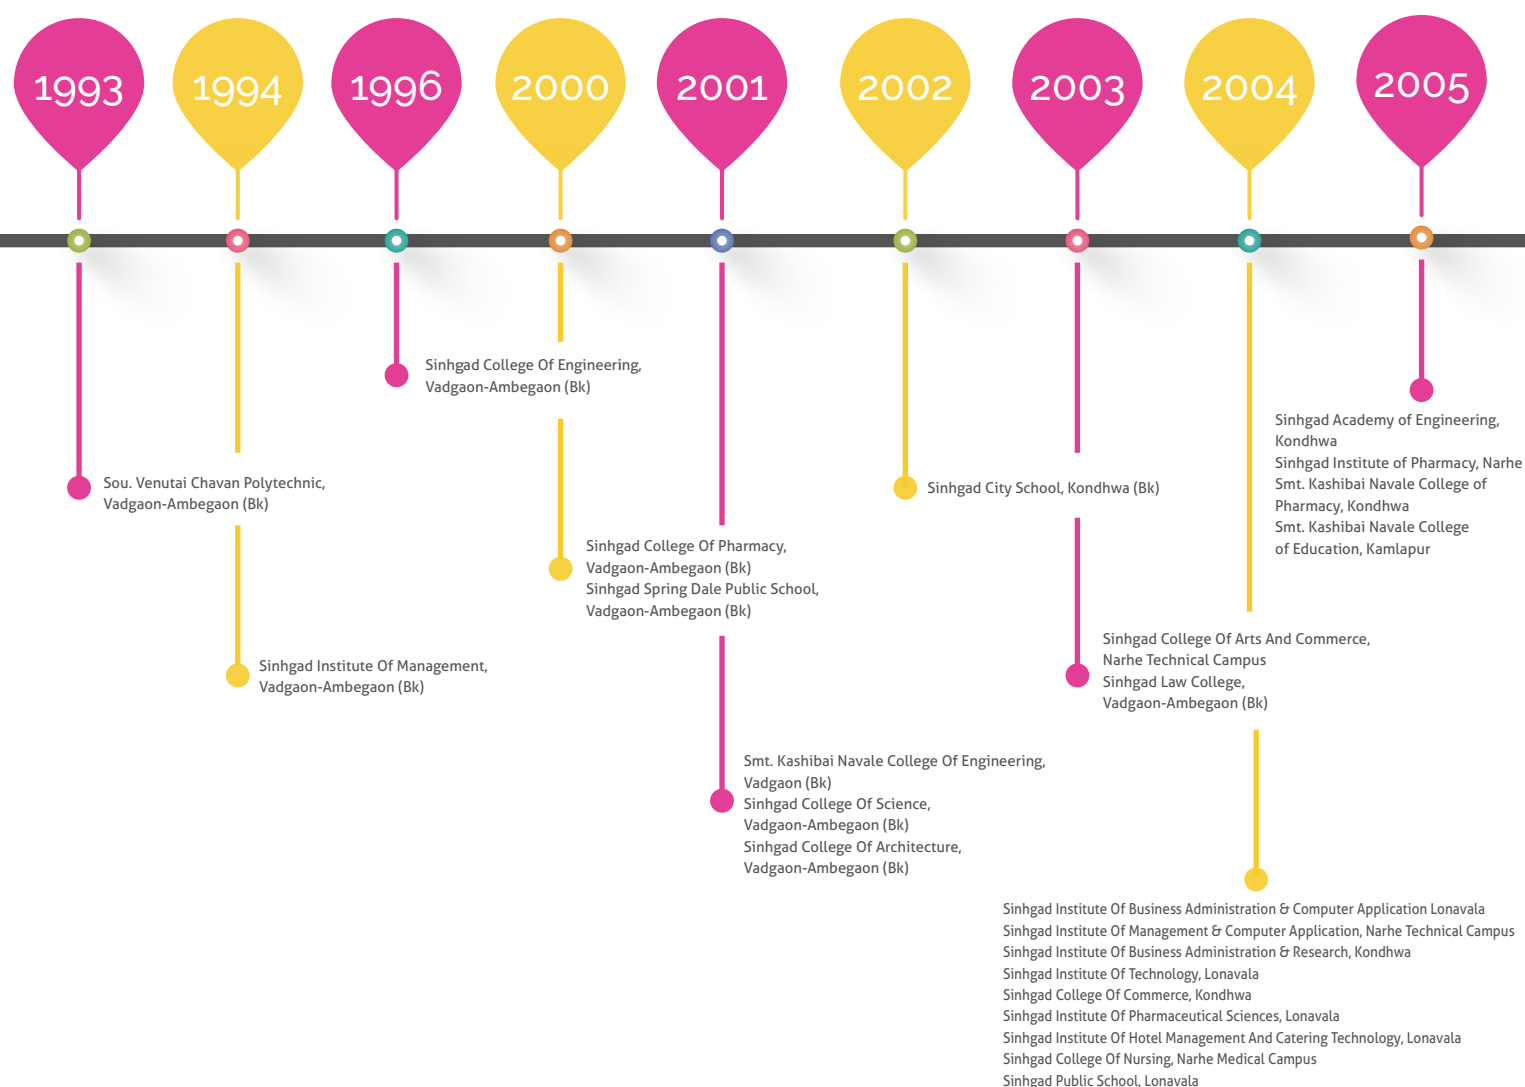 1993
1994
1996
2000
2001
2002
2003
2004
2005
Sou. Venutai Chavan Polytechnic,
Vadgaon-Ambegaon (Bk)
Sinhgad Institute Of Management,
Vadgaon-Ambegaon (Bk)
Sinhgad College Of Engineering,
Vadgaon-Ambegaon (Bk)
Sinhgad College Of Pharmacy,
Vadgaon-Ambegaon (Bk)
Sinhgad Spring Dale Public School,
Vadgaon-Ambegaon (Bk)
Smt. Kashibai Navale College Of Engineering,
Vadgaon (Bk)
Sinhgad College Of Science,
Vadgaon-Ambegaon (Bk)
Sinhgad College Of Architecture,
Vadgaon-Ambegaon (Bk)
Sinhgad City School, Kondhwa (Bk)
Sinhgad College Of Arts And Commerce,
Narhe Technical Campus
Sinhgad Law College,
Vadgaon-Ambegaon (Bk)
Sinhgad Institute Of Business Administration & Computer Application Lonavala
Sinhgad Institute Of Management & Computer Application, Narhe Technical Campus
Sinhgad Institute Of Business Administration & Research, Kondhwa
Sinhgad Institute Of Technology, Lonavala
Sinhgad College Of Commerce, Kondhwa
Sinhgad Institute Of Pharmaceutical Sciences, Lonavala
Sinhgad Institute Of Hotel Management And Catering Technology, Lonavala
Sinhgad College Of Nursing, Narhe Medical Campus
Sinhgad Public School, Lonavala
Sinhgad Academy of Engineering,
Kondhwa
Sinhgad Institute of Pharmacy, Narhe
Smt. Kashibai Navale College of
Pharmacy, Kondhwa
Smt. Kashibai Navale College
of Education, Kamlapur